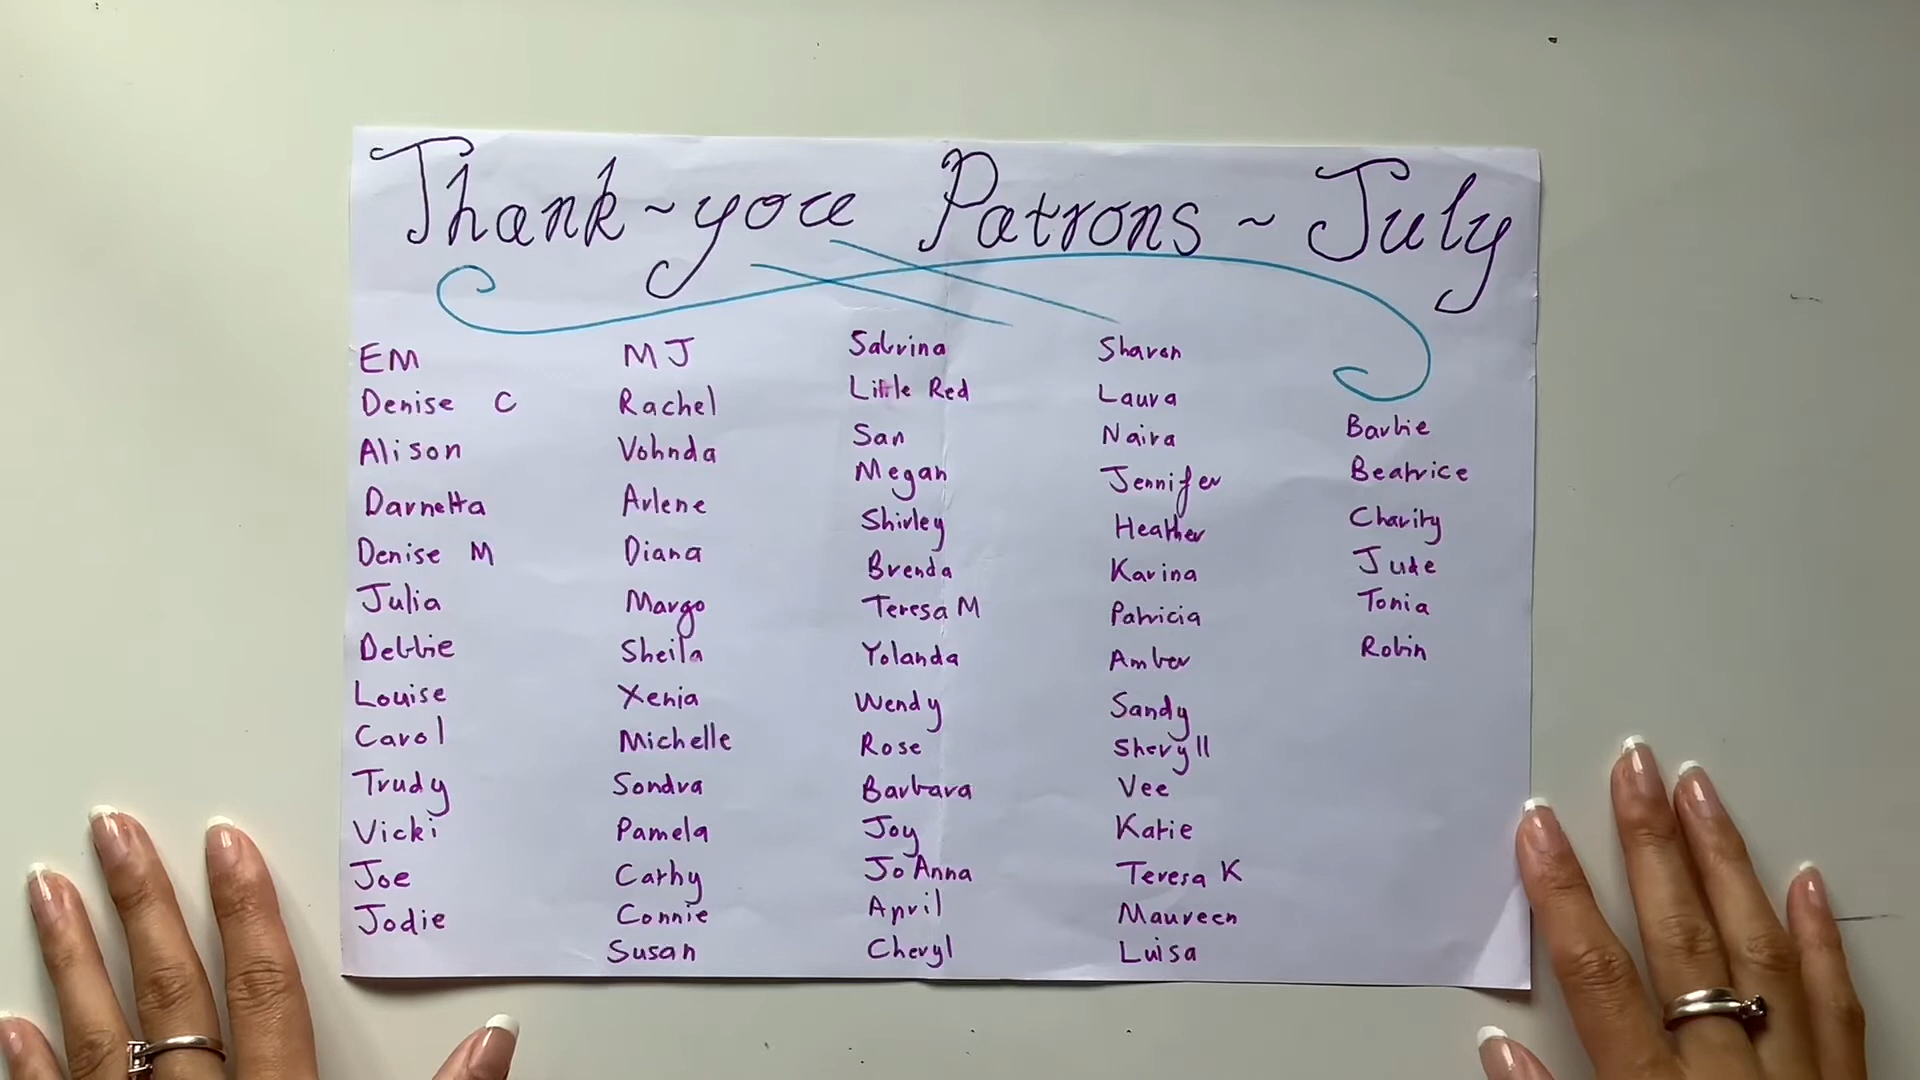 Thank~you Patrons ~ July
EM
Denise C
Alison
Darnetta
Denise M
Julia
Debbie
Louise
Carol
Trudy
Vicki
Joe
Jodie
MJ
Rachel
Vohnda
Arlene
Diana
Margo
Sheila
Xenia
Michelle
Sondra
Pamela
Cathy
Connie
Susan
Sabrina
Little Red
San
Megan
Shirley
Brenda
Teresa M
Yolanda
Wendy
Rose
Barbara
Joy
JoAnna
April
Cheryl
Sharon
Laura
Naira
Jennifer
Heather
Karina
Patricia
Amber
Sandy
Sheryll
Vee
Katie
Teresa K
Maureen
Luisa
Barbie
Beatrice
Charity
Jude
Tonia
Robin